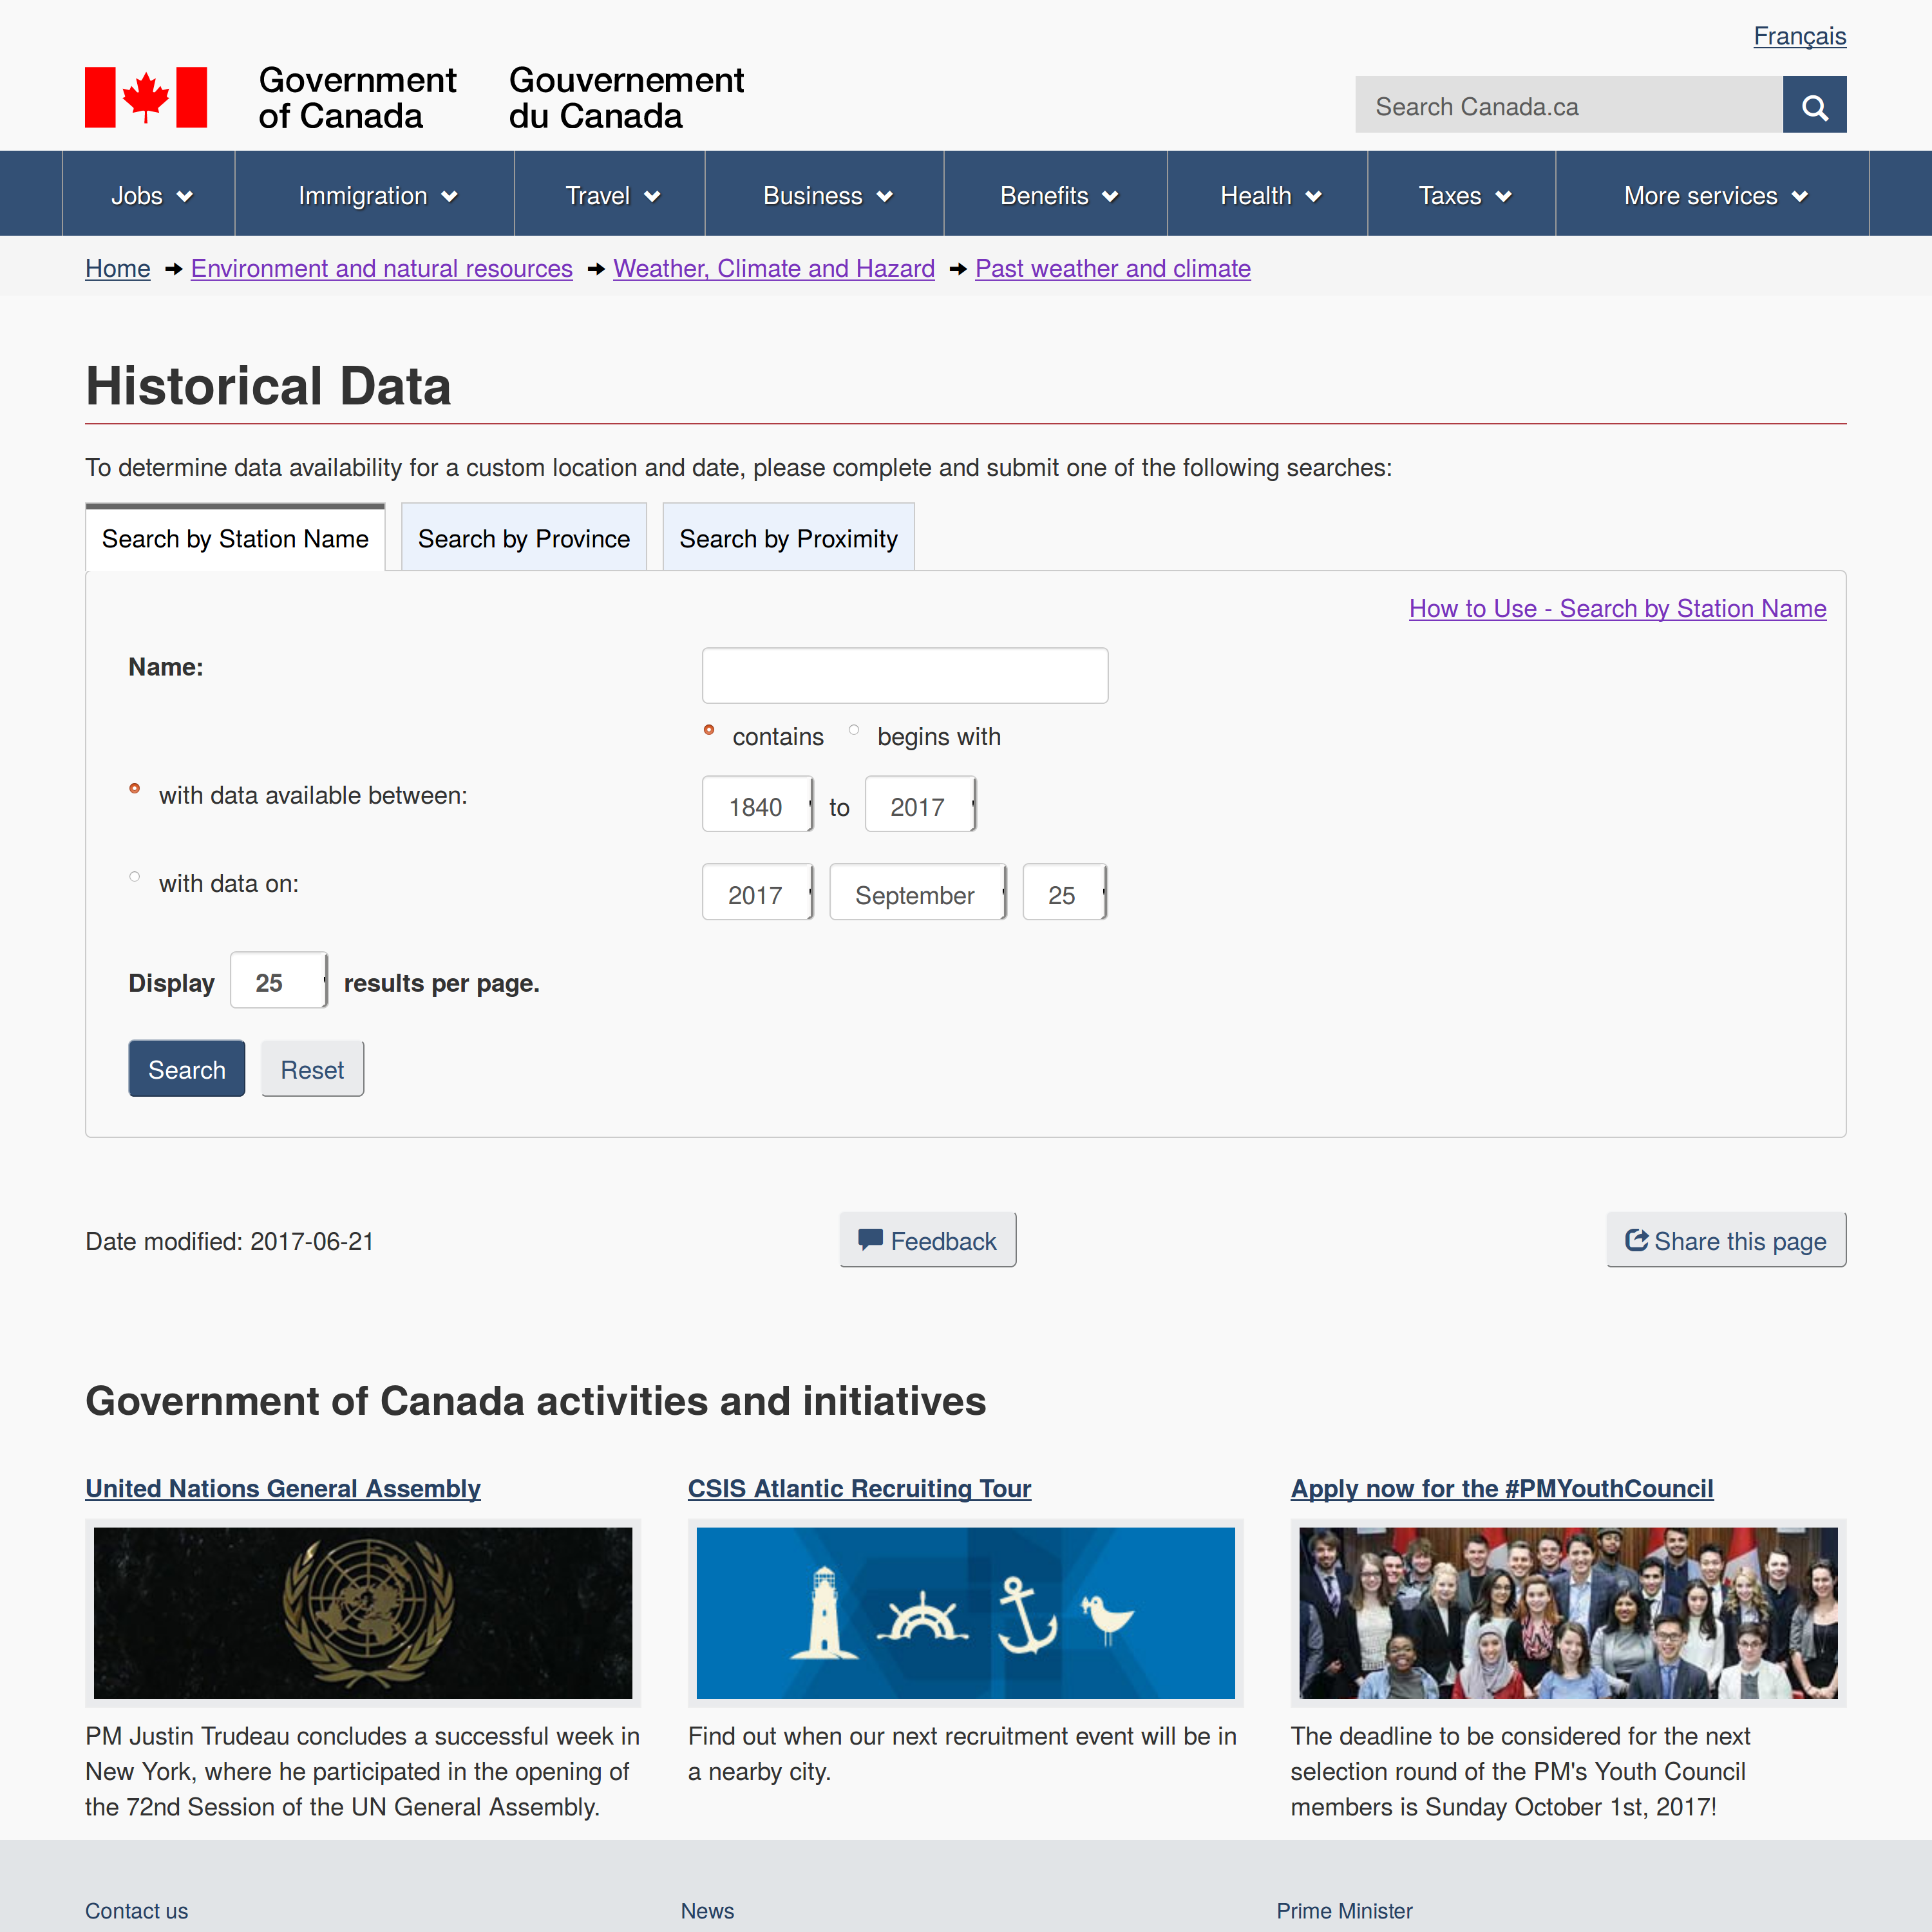 Français
Government
of Canada
Gouvernement
du Canada
Search Canada.ca
Jobs Immigration Travel Business Benefits Health Taxes More services
Home Environment and natural resources Weather, Climate and Hazard Past weather and climate
Historical Data
To determine data availability for a custom location and date, please complete and submit one of the following searches:
Search by Station Name Search by Province Search by Proximity
How to Use - Search by Station Name
Name:
contains begins with
with data available between: 1840 to 2017
with data on: 2017 September 25
Display 25 results per page.
Search Reset
Date modified: 2017-06-21 Feedback Share this page
Government of Canada activities and initiatives
United Nations General Assembly
PM Justin Trudeau concludes a successful week in
New York, where he participated in the opening of
the 72nd Session of the UN General Assembly.
CSIS Atlantic Recruiting Tour
Find out when our next recruitment event will be in
a nearby city.
Apply now for the #PMYouthCouncil
The deadline to be considered for the next
selection round of the PM's Youth Council
members is Sunday October 1st, 2017!
Contact us News Prime Minister